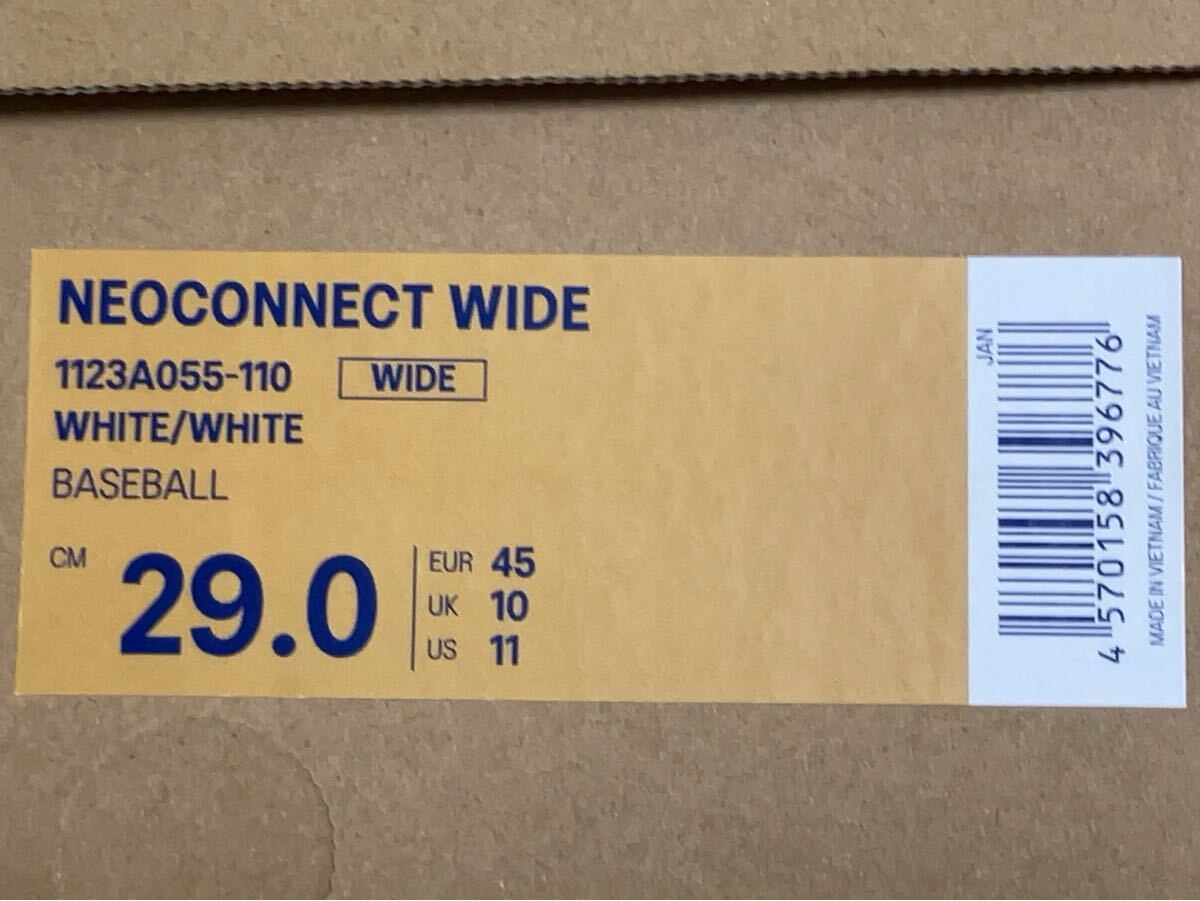 NEOCONNECT WIDE
1123A055-110 WIDE
WHITE/WHITE
BASEBALL
CM 29.0
EUR 45
UK 10
US 11
JAN
4 570158 396776
MADE IN VIETNAM / FABRIQUE AU VIETNAM